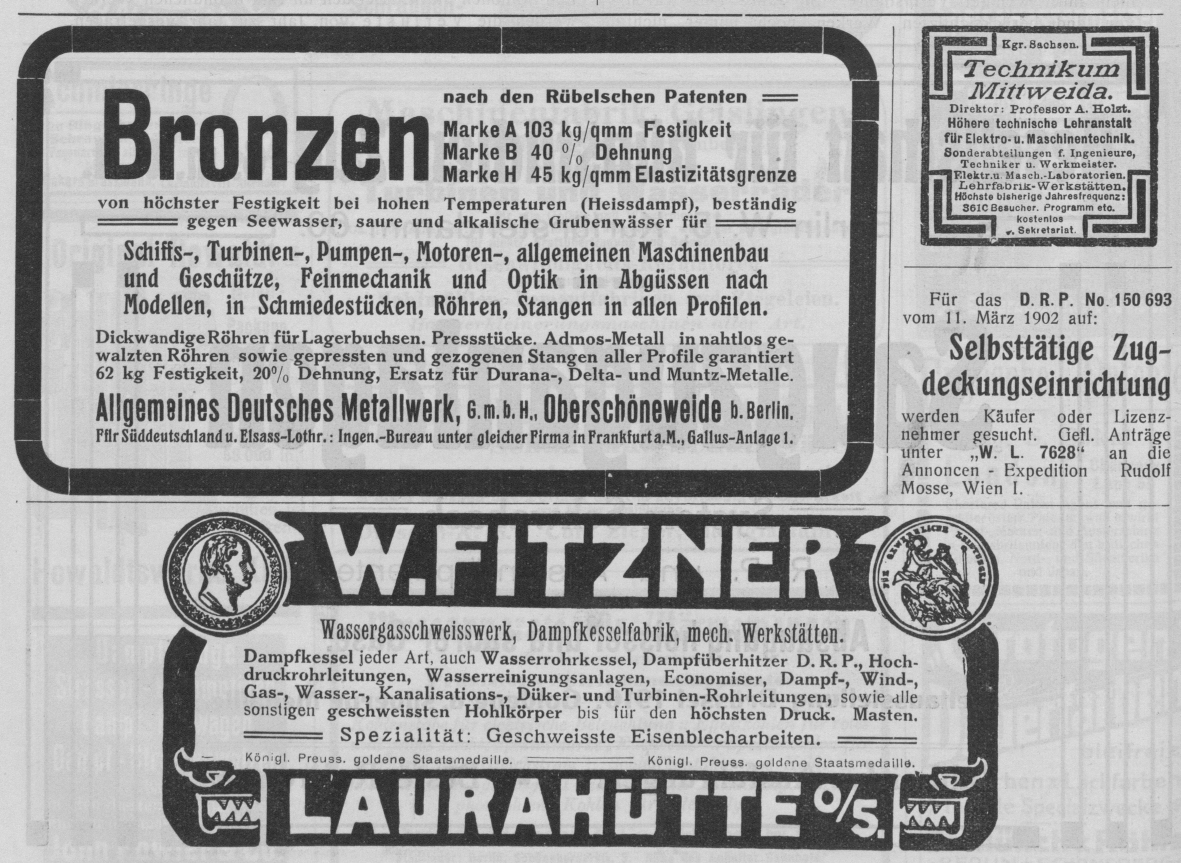 nach den Rübelschen Patenten
Bronzen
Marke A 103 kg/qmm Festigkeit
Marke B 40 % Dehnung
Marke H 45 kg/qmm Elastizitätsgrenze
von höchster Festigkeit bei hohen Temperaturen (Heissdampf), beständig
gegen Seewasser, saure und alkalische Grubenwässer für
Schiffs-, Turbinen-, Pumpen-, Motoren-, allgemeinen Maschinenbau
und Geschütze, Feinmechanik und Optik in Abgüssen nach
Modellen, in Schmiedestücken, Röhren, Stangen in allen Profilen.
Dickwandige Röhren für Lagerbuchsen. Pressstücke. Admos-Metall in nahtlos ge-
walzten Röhren sowie gepressten und gezogenen Stangen aller Profile garantiert
62 kg Festigkeit, 20% Dehnung, Ersatz für Durana-, Delta- und Muntz-Metalle.
Allgemeines Deutsches Metallwerk, G.m.b.H., Oberschöneweide b. Berlin.
Für Süddeutschland u. Elsass-Lothr.: Ingen.-Bureau unter gleicher Firma in Frankfurt a. M., Gallus-Anlage 1.
Kgr. Sachsen.
Technikum
Mittweida.
Direktor: Professor A. Holzt.
Höhere technische Lehranstalt
für Elektro- u. Maschinentechnik.
Sonderabteilungen f. Ingenieure,
Techniker u. Werkmeister.
Elektr. u. Masch.-Laboratorien.
Lehrfabrik-Werkstätten.
Höchste bisherige Jahresfrequenz:
3610 Besucher. Programm etc.
kostenlos
v. Sekretariat.
Für das D. R. P. No. 150 693
vom 11. März 1902 auf:
Selbsttätige Zug-
deckungseinrichtung
werden Käufer oder Lizenz-
nehmer gesucht. Gefl. Anträge
unter „W. L. 7628“ an die
Annoncen - Expedition Rudolf
Mosse, Wien I.
W. FITZNER
FÜR GEWERBLICHE LEISTUNGEN
Wassergasschweisswerk, Dampfkesselfabrik, mech. Werkstätten.
Dampfkessel jeder Art, auch Wasserrohrkessel, Dampfüberhitzer D. R. P., Hoch-
druckrohrleitungen, Wasserreinigungsanlagen, Economiser, Dampf-, Wind-,
Gas-, Wasser-, Kanalisations-, Düker- und Turbinen-Rohrleitungen, sowie alle
sonstigen geschweissten Hohlkörper bis für den höchsten Druck. Masten.
Spezialität: Geschweisste Eisenblecharbeiten.
Königl. Preuss. goldene Staatsmedaille. Königl. Preuss. goldene Staatsmedaille.
LAURAHÜTTE O/S.